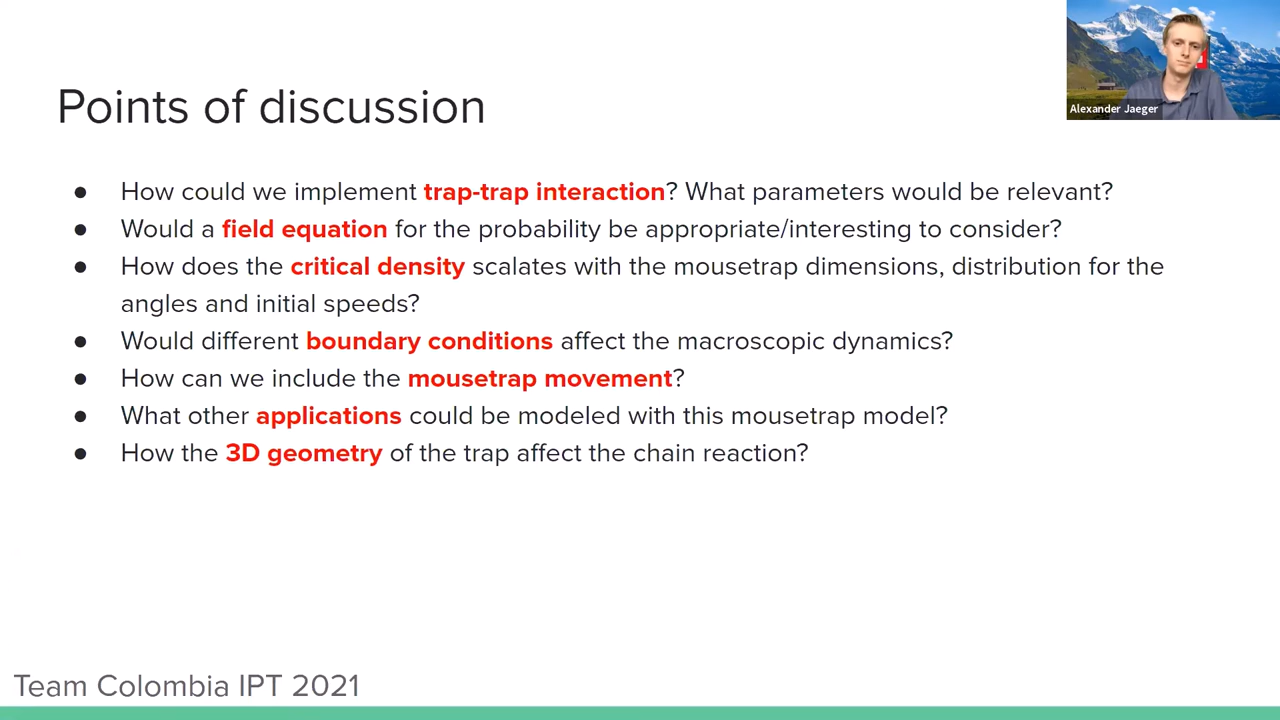 Alexander Jaeger
Points of discussion
● How could we implement trap-trap interaction? What parameters would be relevant?
● Would a field equation for the probability be appropriate/interesting to consider?
● How does the critical density scalates with the mousetrap dimensions, distribution for the
angles and initial speeds?
● Would different boundary conditions affect the macroscopic dynamics?
● How can we include the mousetrap movement?
● What other applications could be modeled with this mousetrap model?
● How the 3D geometry of the trap affect the chain reaction?
Team Colombia IPT 2021